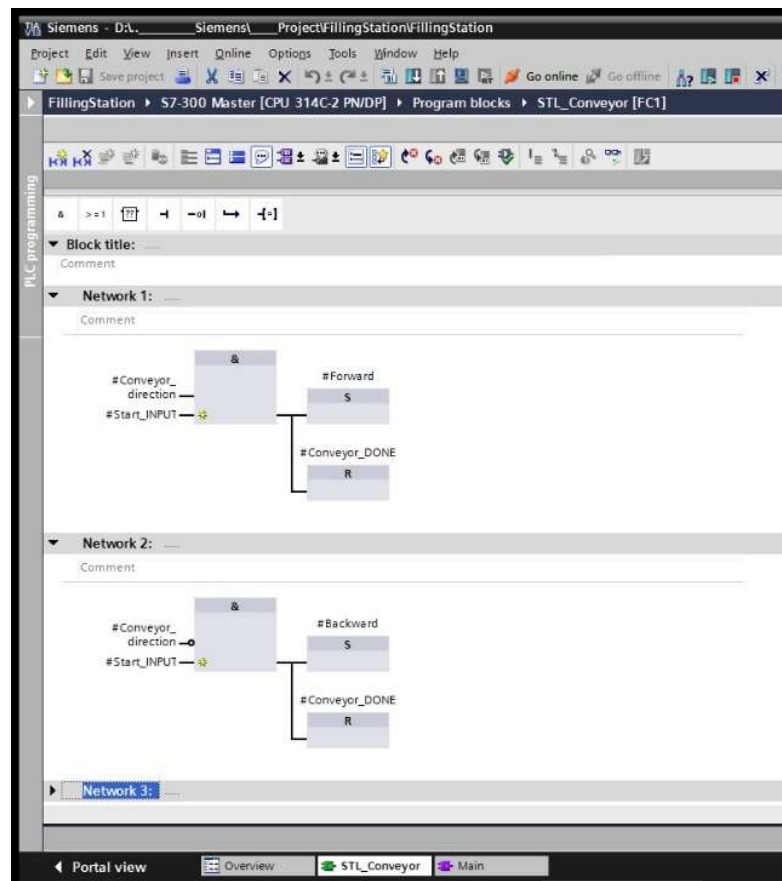 Siemens - D:\..______Siemens\____Project\FillingStation\FillingStation
Project Edit View Insert Online Options Tools Window Help
Save project Go online Go offline
FillingStation S7-300 Master [CPU 314C-2 PN/DP] Program blocks STL_Conveyor [FC1]
PLC programming
& >=1 ??
Block title:
Comment
Network 1:
Comment
&
#Conveyor_
direction
#Start_INPUT
#Forward
S
#Conveyor_DONE
R
Network 2:
Comment
&
#Conveyor_
direction
#Start_INPUT
#Backward
S
#Conveyor_DONE
R
Network 3:
Portal view Overview STL_Conveyor Main